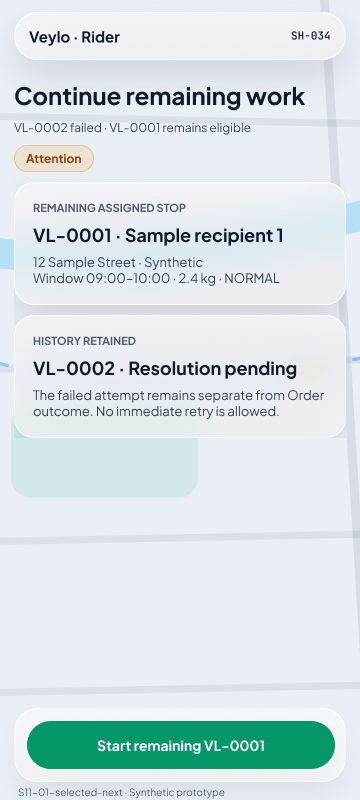 Veylo · Rider
SH-034
Continue remaining work
VL-0002 failed · VL-0001 remains eligible
Attention
REMAINING ASSIGNED STOP
VL-0001 · Sample recipient 1
12 Sample Street · Synthetic
Window 09:00–10:00 · 2.4 kg · NORMAL
HISTORY RETAINED
VL-0002 · Resolution pending
The failed attempt remains separate from Order
outcome. No immediate retry is allowed.
Start remaining VL-0001
S11-01-selected-next · Synthetic prototype